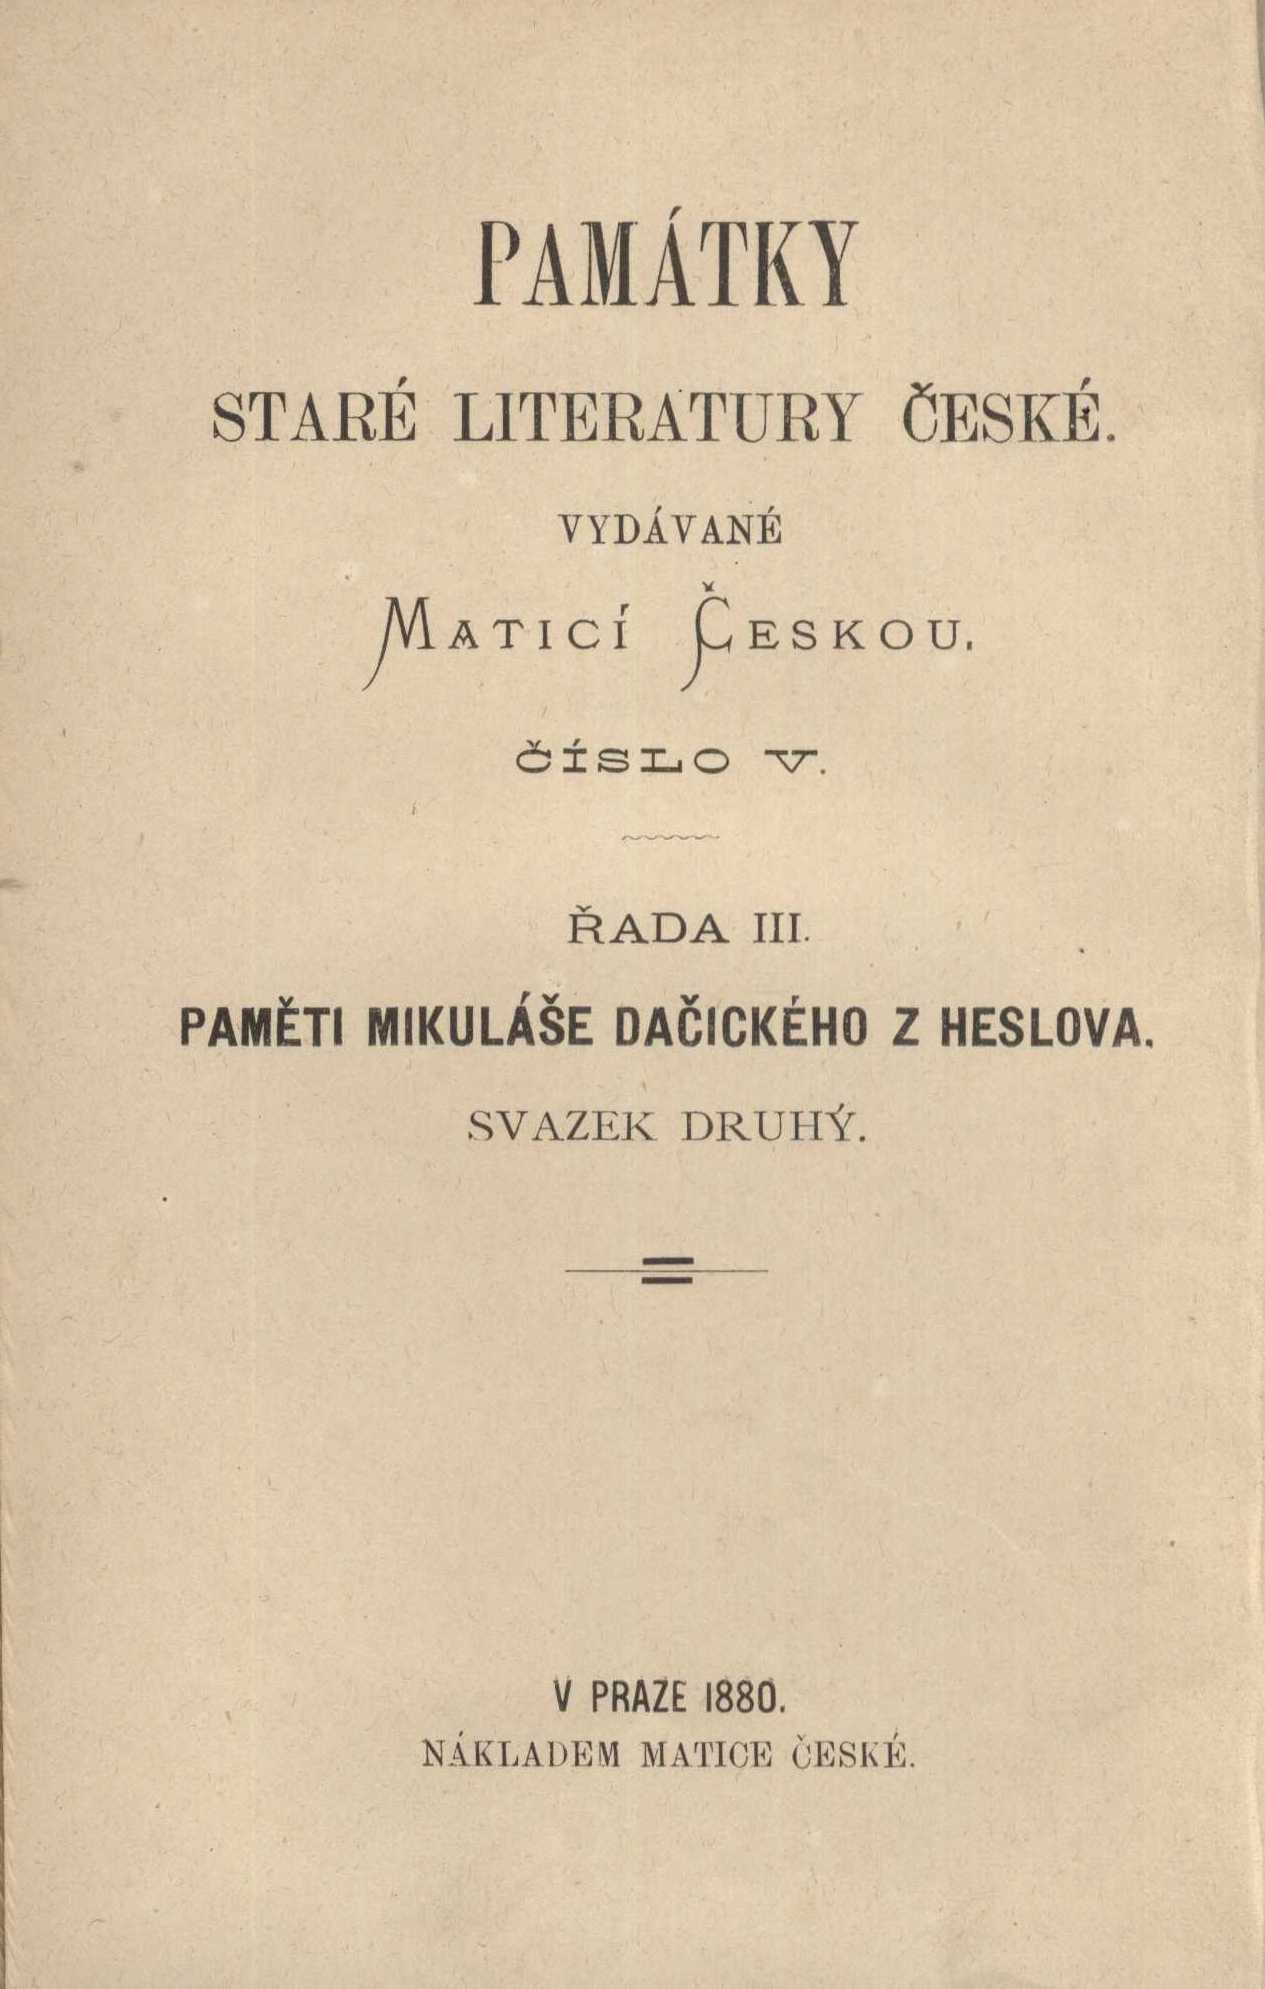 PAMÁTKY
STARÉ LITERATURY ČESKÉ.
VYDÁVANÉ
MATICÍ ČESKOU.
ČÍSLO V.
ŘADA III.
PAMĚTI MIKULÁŠE DAČICKÉHO Z HESLOVA.
SVAZEK DRUHÝ.
V PRAZE 1880.
NÁKLADEM MATICE ČESKÉ.